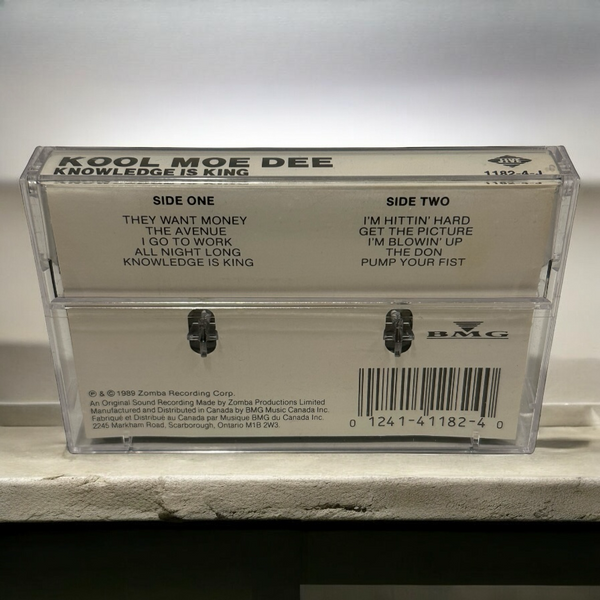 KOOL MOE DEE
KNOWLEDGE IS KING
JIVE
1182-4-J
SIDE ONE
THEY WANT MONEY
THE AVENUE
I GO TO WORK
ALL NIGHT LONG
KNOWLEDGE IS KING
SIDE TWO
I'M HITTIN' HARD
GET THE PICTURE
I'M BLOWIN' UP
THE DON
PUMP YOUR FIST
BMG
℗ & © 1989 Zomba Recording Corp.
An Original Sound Recording Made by Zomba Productions Limited
Manufactured and Distributed in Canada by BMG Music Canada Inc.
Fabriqué et Distribué au Canada par Musique BMG du Canada Inc.
2245 Markham Road, Scarborough, Ontario M1B 2W3.
0 1241-41182-4 0